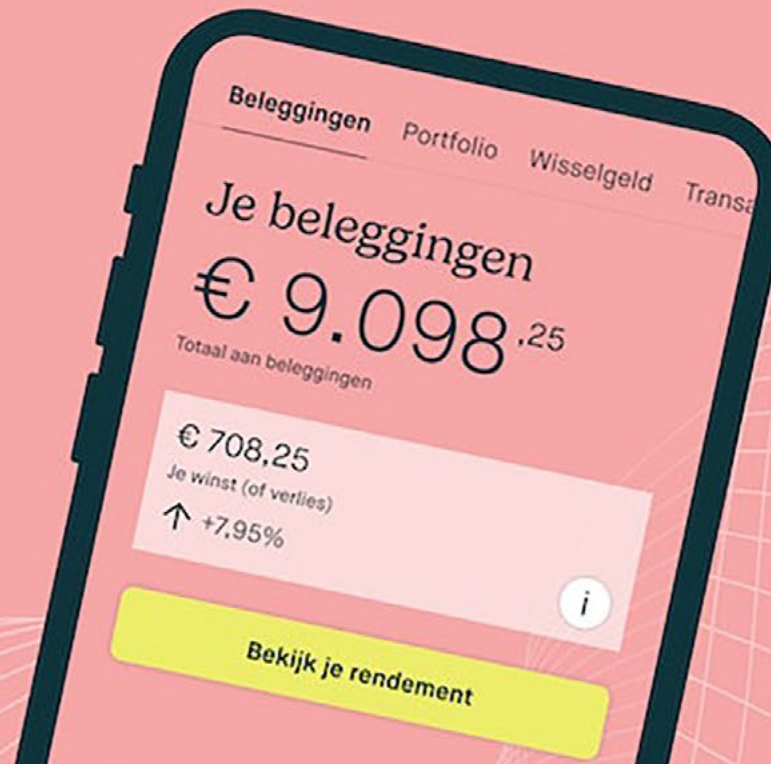 Beleggingen Portfolio Wisselgeld Transa
Je beleggingen
€ 9.098,25
Totaal aan beleggingen
€ 708,25
Je winst (of verlies)
↑ +7,95%
i
Bekijk je rendement